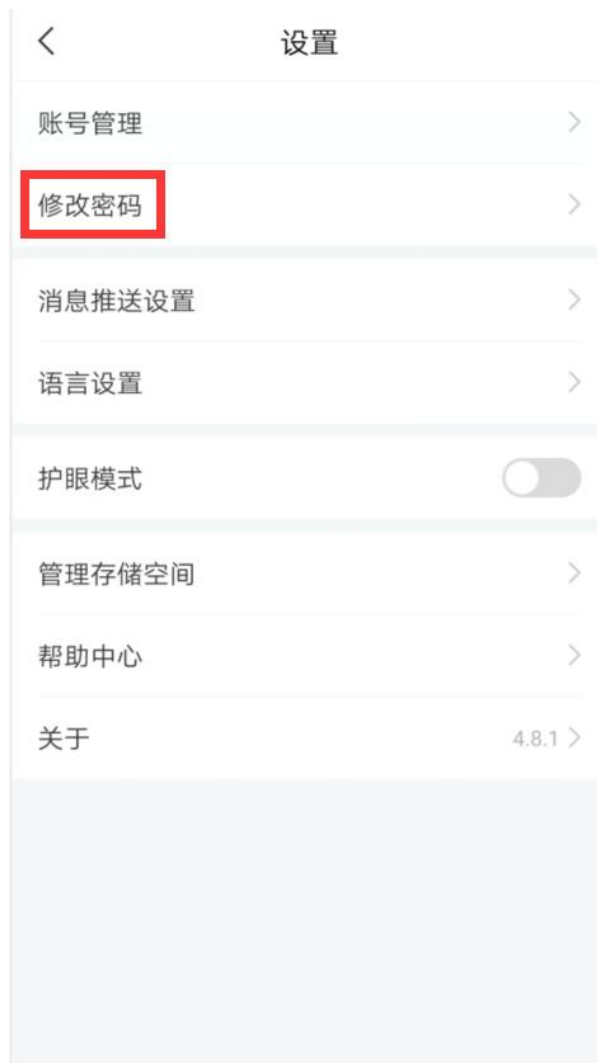 设置
账号管理
修改密码
消息推送设置
语言设置
护眼模式
管理存储空间
帮助中心
关于 4.8.1